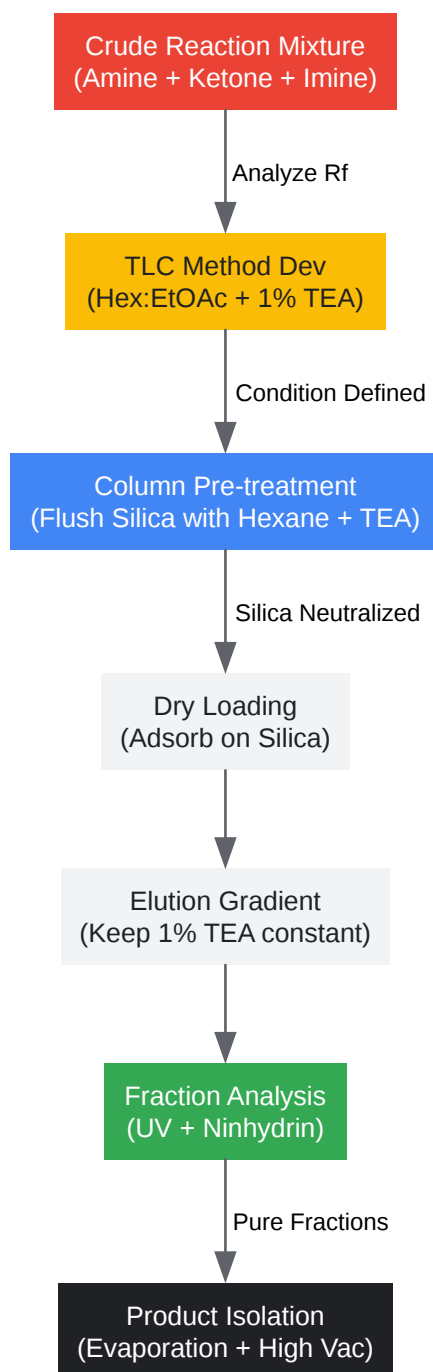 Crude Reaction Mixture
(Amine + Ketone + Imine)
Analyze Rf
TLC Method Dev
(Hex:EtOAc + 1% TEA)
Condition Defined
Column Pre-treatment
(Flush Silica with Hexane + TEA)
Silica Neutralized
Dry Loading
(Adsorb on Silica)
Elution Gradient
(Keep 1% TEA constant)
Fraction Analysis
(UV + Ninhydrin)
Pure Fractions
Product Isolation
(Evaporation + High Vac)